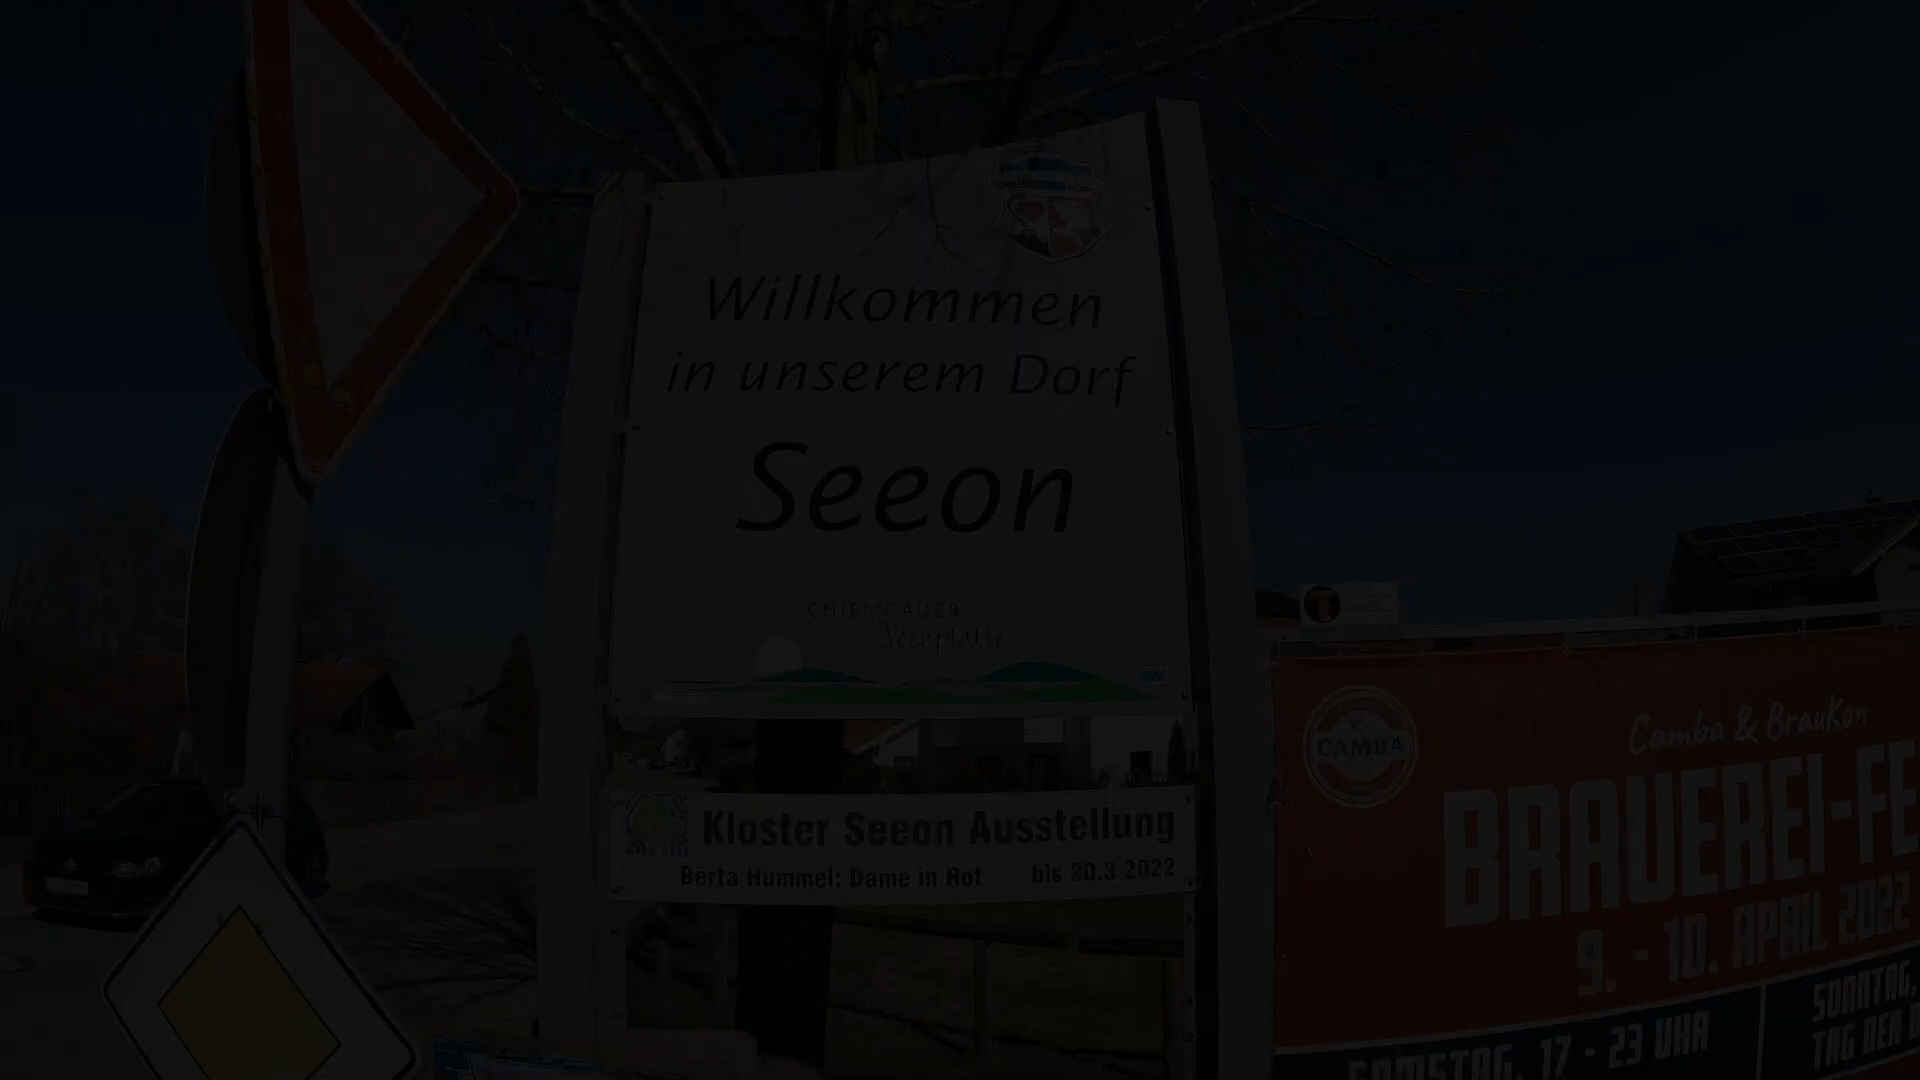 Willkommen
in unserem Dorf
Seeon
CHIEMGAUER
Seenplatte
Kloster Seeon Ausstellung
Berta Hummel: Dame in Rot bis 30.3.2022
CAMBA
Camba & BrauKon
BRAUEREI-FE
9. - 10. APRIL 2022
SAMSTAG, 17 - 23 UHR
SONNTAG,
TAG DER